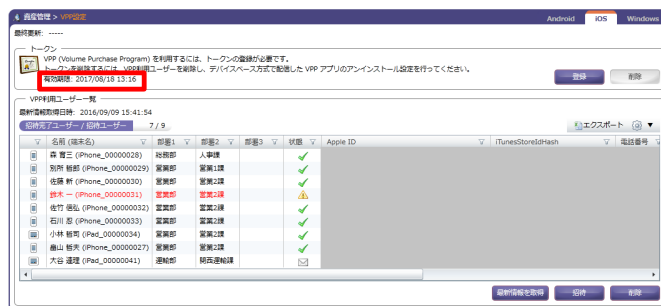 資産管理 > VPP設定
Android iOS Windows
最終更新: -----
トークン
VPP (Volume Purchase Program) を利用するには、トークンの登録が必要です。
トークンを削除するには、VPP利用ユーザーを削除し、デバイスベース方式で配信した VPP アプリのアンインストール設定を行ってください。
有効期限: 2017/08/18 13:16
登録 削除
VPP利用ユーザー一覧
最新情報取得日時: 2016/09/09 15:41:54
招待完了ユーザー / 招待ユーザー 7 / 9
エクスポート
名前 (端末名) 部署1 部署2 部署3 状態 Apple ID iTunesStoreIdHash 電話番号
森 育三 (iPhone_00000028) 総務部 人事課
別所 哲郎 (iPhone_00000029) 営業部 営業1課
佐藤 新 (iPhone_00000030) 営業部 営業2課
鈴木 一 (iPhone_00000031) 営業部 営業2課
佐竹 信弘 (iPhone_00000032) 営業部 営業2課
石川 忍 (iPhone_00000033) 営業部 営業2課
小林 哲司 (iPad_00000034) 営業部 営業2課
畠山 哲夫 (iPhone_00000027) 営業部 営業2課
大谷 連理 (iPad_00000041) 運輸部 関西運輸課
最新情報を取得 招待 削除